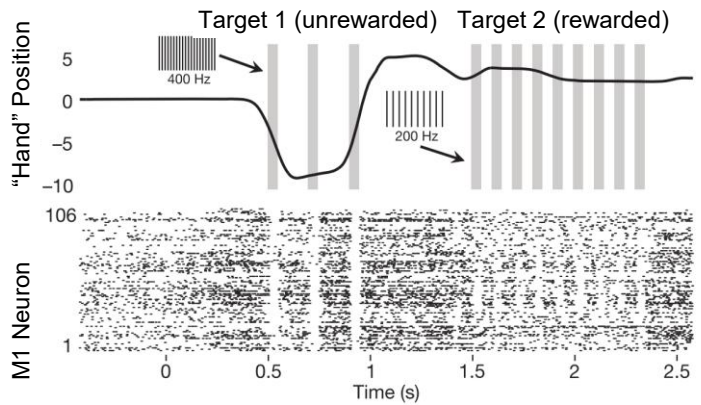 Target 1 (unrewarded) Target 2 (rewarded)
400 Hz
200 Hz
"Hand" Position
5
0
−5
−10
M1 Neuron
106
1
0 0.5 1 1.5 2 2.5
Time (s)